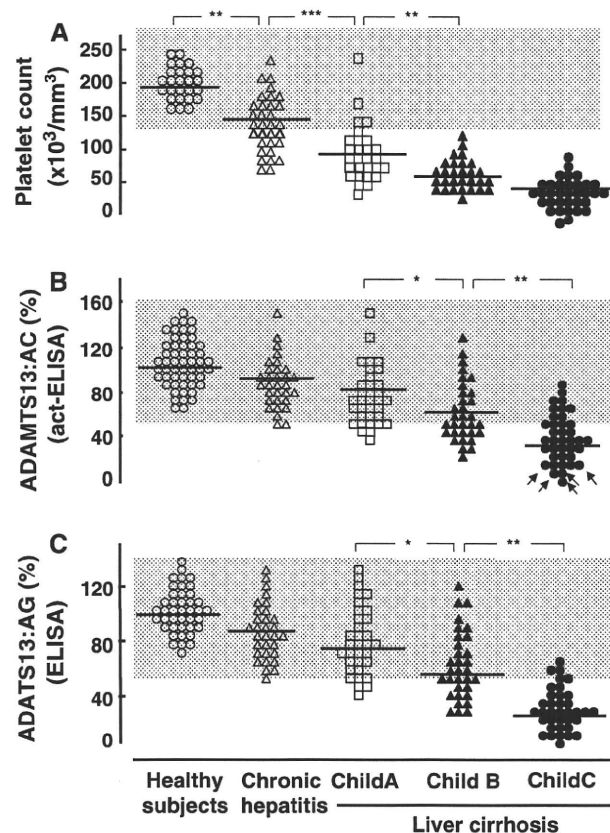 ** *** **
A
Platelet count
(x10³/mm³)
250
200
150
100
50
0
* **
B
ADAMTS13:AC (%)
(act-ELISA)
160
120
80
40
0
* **
C
ADATS13:AG (%)
(ELISA)
120
80
40
0
Healthy subjects
Chronic hepatitis
ChildA
Child B
ChildC
Liver cirrhosis